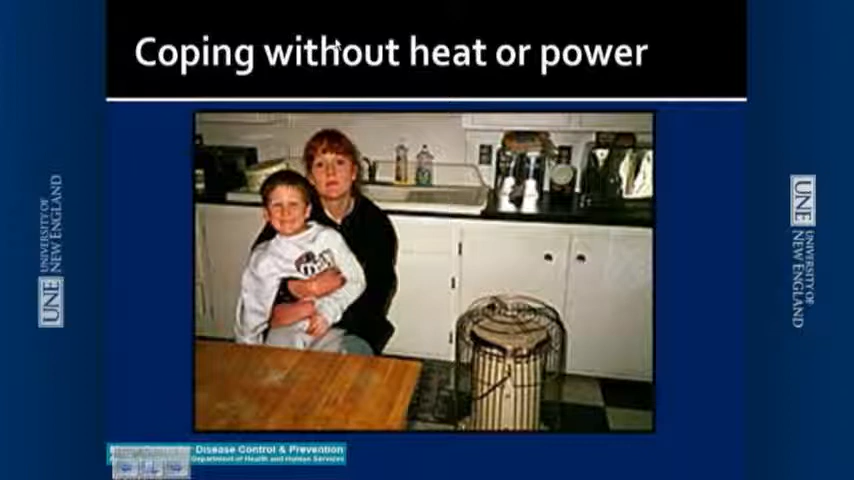 Coping without heat or power
UNE
UNIVERSITY OF
NEW ENGLAND
UNE
UNIVERSITY OF
NEW ENGLAND
Disease Control & Prevention
Department of Health and Human Services